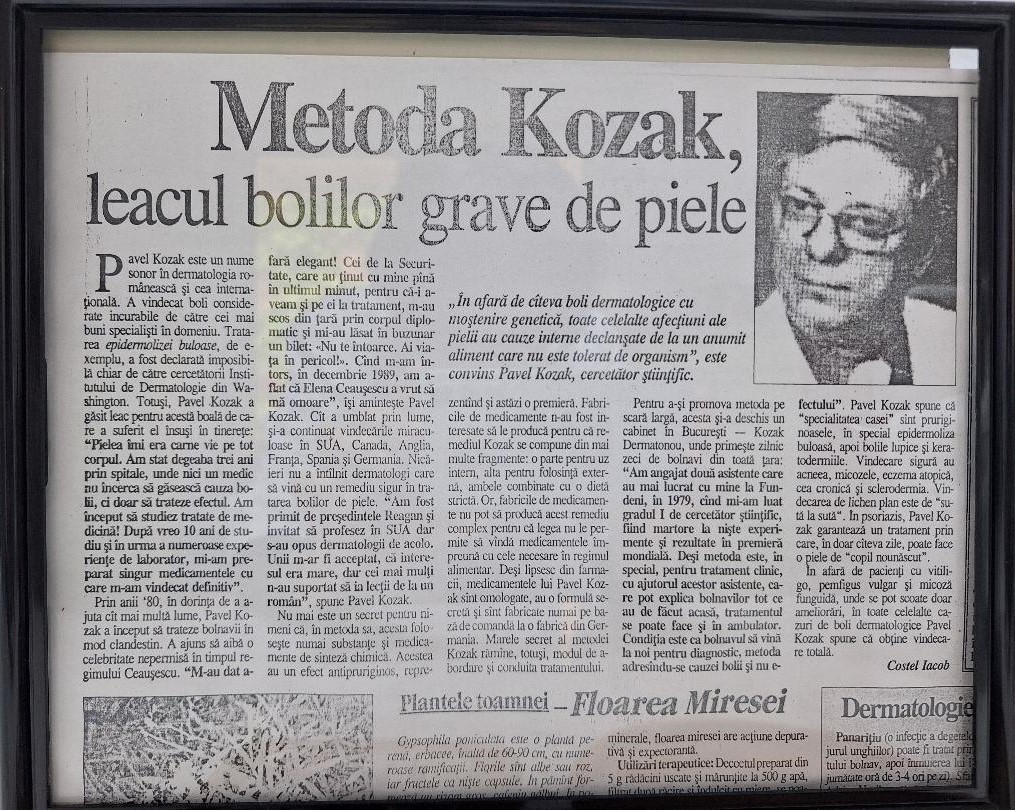 Metoda Kozak,
leacul bolilor grave de piele
Pavel Kozak este un nume
sonor în dermatologia ro-
mânească și cea interna-
țională. A vindecat boli conside-
rate incurabile de către cei mai
buni specialiști în domeniu. Trata-
rea epidermolizei buloase, de e-
xemplu, a fost declarată imposibi-
lă chiar de către cercetătorii Insti-
tutului de Dermatologie din Wa-
shington. Totuși, Pavel Kozak a
găsit leac pentru acestă boală de ca-
re a suferit el însuși în tinerețe:
"Pielea îmi era carne vie pe tot
corpul. Am stat degeaba trei ani
prin spitale, unde nici un medic
nu încerca să găsească cauza bo-
lii, ci doar să trateze efectul. Am
început să studiez tratate de me-
dicină! După vreo 10 ani de stu-
diu și în urma a numeroase expe-
riențe de laborator, mi-am pre-
parat singur medicamentele cu
care m-am vindecat definitiv".
Prin anii '80, în dorința de a a-
juta cît mai multă lume, Pavel Ko-
zak a început să trateze bolnavii în
mod clandestin. A ajuns să aibă o
celebritate nepermisă în timpul re-
gimului Ceaușescu. "M-au dat a-
fară elegant! Cei de la Securi-
tate, care au ținut cu mine pînă
în ultimul minut, pentru că-i a-
veam și pe ei la tratament, m-au
scos din țară prin corpul diplo-
matic și mi-au lăsat în buzunar
un bilet: «Nu te întoarce. Ai via-
ța în pericol!». Cînd m-am în-
tors, în decembrie 1989, am a-
flat că Elena Ceaușescu a vrut să
mă omoare", își amintește Pavel
Kozak. Cît a umblat prin lume,
și-a continuat vindecările miracu-
loase în SUA, Canada, Anglia,
Franța, Spania și Germania. Nică-
ieri nu a întîlnit dermatologi care
să vină cu un remediu sigur în tra-
tarea bolilor de piele. "Am fost
primit de președintele Reagan și
invitat să profesez în SUA dar
s-au opus dermatologii de acolo.
Unii m-ar fi acceptat, că intere-
sul era mare, dar cei mai mulți
n-au suportat să ia lecții de la un
român", spune Pavel Kozak.
Nu mai este un secret pentru ni-
meni că, în metoda sa, acesta folo-
sește numai substanțe și medica-
mente de sinteză chimică. Acestea
au un efect antipruriginos, repre-
„În afară de cîteva boli dermatologice cu
moștenire genetică, toate celelalte afecțiuni ale
pielii au cauze interne declanșate de la un anumit
aliment care nu este tolerat de organism”, este
convins Pavel Kozak, cercetător științific.
zentînd și astăzi o premieră. Fabri-
cile de medicamente n-au fost in-
teresate să le producă pentru că re-
mediul Kozak se compune din mai
multe fragmente: o parte pentru uz
intern, alta pentru folosință exter-
nă, ambele combinate cu o dietă
strictă. Or, fabricile de medicamen-
te nu pot să producă acest remediu
complex pentru că legea nu le per-
mite să vîndă medicamentele îm-
preună cu cele necesare în regimul
alimentar. Deși lipsesc din farma-
cii, medicamentele lui Pavel Koz-
ak sînt omologate, au o formulă se-
cretă și sînt fabricate numai pe ba-
ză de comandă la o fabrică din Ger-
mania. Marele secret al metodei
Kozak rămîne, totuși, modul de a-
bordare și conduita tratamentului.
Pentru a-și promova metoda pe
scară largă, acesta și-a deschis un
cabinet în București — Kozak
Dermatonou, unde primește zilnic
zeci de bolnavi din toată țara:
"Am angajat două asistente care
au mai lucrat cu mine la Fun-
deni, în 1979, cînd mi-am luat
gradul I de cercetător științific,
fiind martore la niște experi-
mente și rezultate în premieră
mondială. Deși metoda este, în
special, pentru tratament clinic,
cu ajutorul acestor asistente, ca-
re pot explica bolnavilor tot ce
au de făcut acasă, tratamentul
se poate face și în ambulator.
Condiția este ca bolnavul să vină
la noi pentru diagnostic, metoda
adresîndu-se cauzei bolii și nu e-
fectului". Pavel Kozak spune că
"specialitatea casei" sînt prurigi-
noasele, în special epidermoliza
buloasă, apoi bolile lupice și kera-
todermiile. Vindecare sigură au
acneea, micozele, eczema atopică,
cea cronică și sclerodermia. Vin-
decarea de lichen plan este de "su-
tă la sută". În psoriazis, Pavel Ko-
zak garantează un tratament prin
care, în doar cîteva zile, poate face
o piele de "copil nounăscut".
În afară de pacienți cu vitili-
go, pemfigus vulgar și micoză
fungiuidă, unde se pot scoate doar
ameliorări, în toate celelalte ca-
zuri de boli dermatologice Pavel
Kozak spune că obține vindeca-
re totală.
Costel Iacob
Plantele toamnei – Floarea Miresei
Gypsophila paniculata este o plantă pe-
renă, erbacee, înaltă de 60-90 cm, cu nume-
roase ramificații. Florile sînt albe sau roz,
iar fructele ca niște capsule. În pămînt for-
minerale, floarea miresei are acțiune depura-
tivă și expectorantă.
Utilizări terapeutice: Decoctul preparat din
5 g rădăcini uscate și mărunțite la 500 g apă,
filtrat după răcire și îndulcit cu miere, se
Dermatologie
Panarițiu (o infecție a degetel
jurul unghiilor) poate fi tratat prin
tului bolnav, apoi înmuierea lui î
jumătate oră de 3-4 ori pe zi).